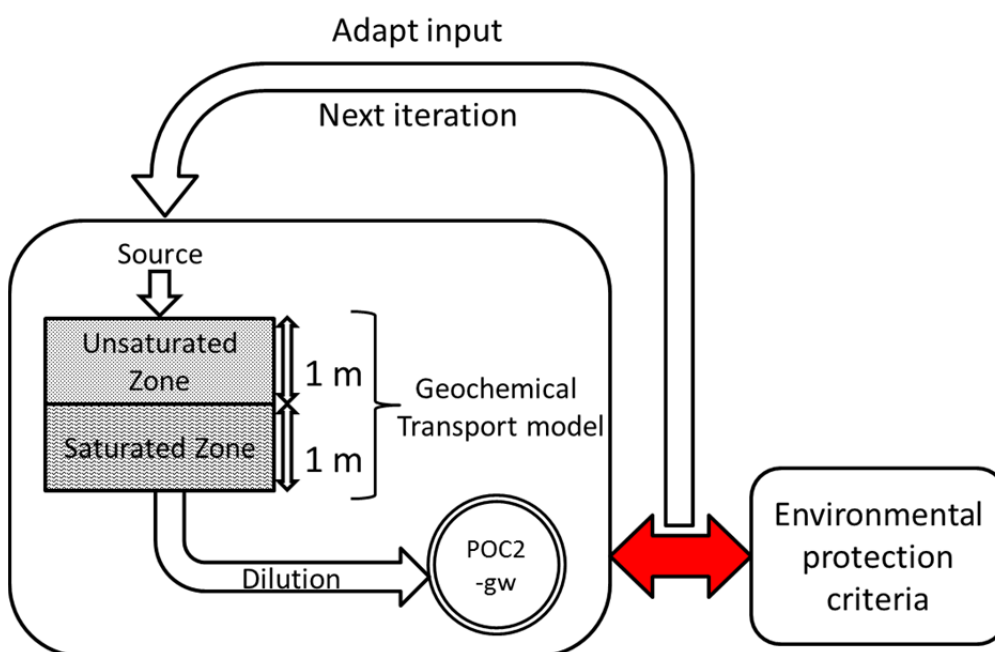 Adapt input
Next iteration
Source
Unsaturated
Zone
1 m
Saturated Zone
1 m
Geochemical
Transport model
Dilution
POC2
-gw
Environmental
protection
criteria